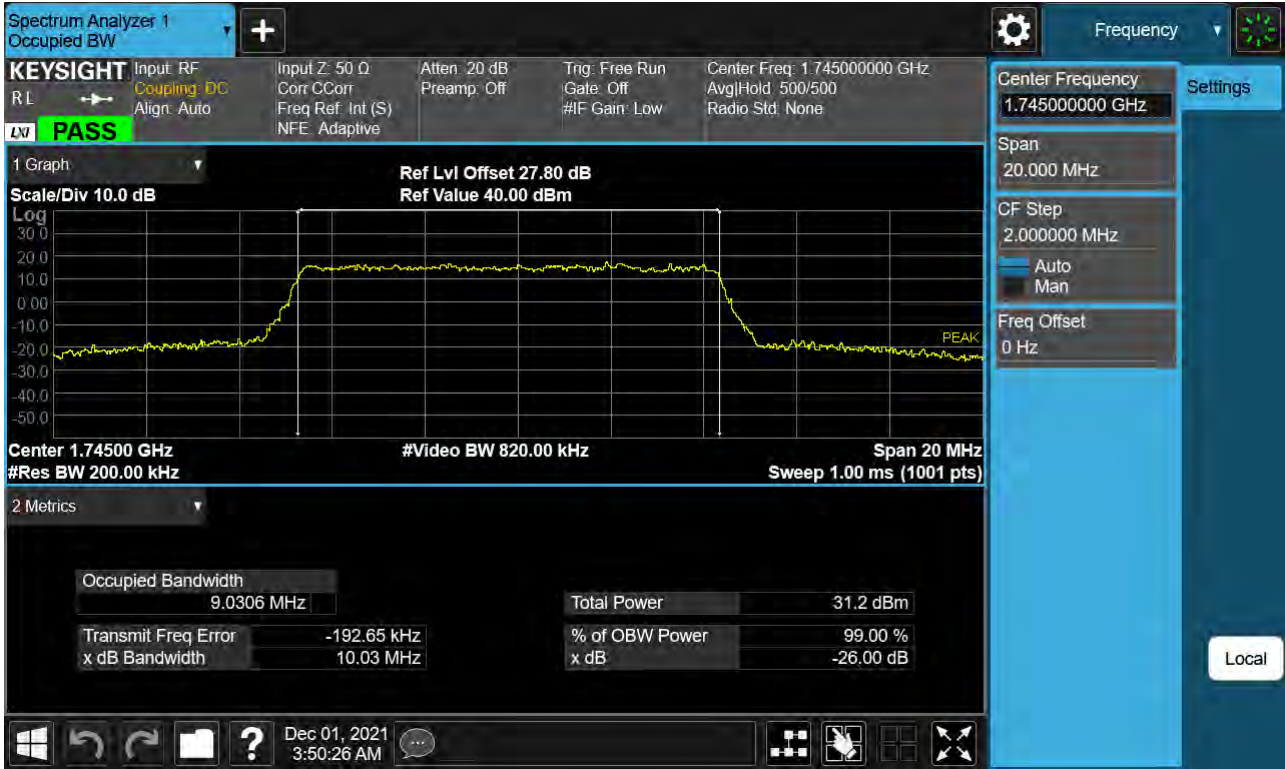 Spectrum Analyzer 1
Occupied BW
+
Frequency
KEYSIGHT
R L
LXI
PASS
Input: RF
Coupling: DC
Align: Auto
Input Z: 50 Ω
Corr CCorr
Freq Ref: Int (S)
NFE: Adaptive
Atten: 20 dB
Preamp: Off
Trig: Free Run
Gate: Off
#IF Gain: Low
Center Freq: 1.745000000 GHz
Avg|Hold: 500/500
Radio Std: None
1 Graph
Scale/Div 10.0 dB
Ref Lvl Offset 27.80 dB
Ref Value 40.00 dBm
Log
30.0
20.0
10.0
0.00
-10.0
-20.0
-30.0
-40.0
-50.0
PEAK
Center 1.74500 GHz
#Res BW 200.00 kHz
#Video BW 820.00 kHz
Span 20 MHz
Sweep 1.00 ms (1001 pts)
2 Metrics
Occupied Bandwidth
9.0306 MHz
Transmit Freq Error -192.65 kHz
x dB Bandwidth 10.03 MHz
Total Power 31.2 dBm
% of OBW Power 99.00 %
x dB -26.00 dB
Center Frequency
1.745000000 GHz
Span
20.000 MHz
CF Step
2.000000 MHz
Auto
Man
Freq Offset
0 Hz
Settings
Local
?
Dec 01, 2021
3:50:26 AM